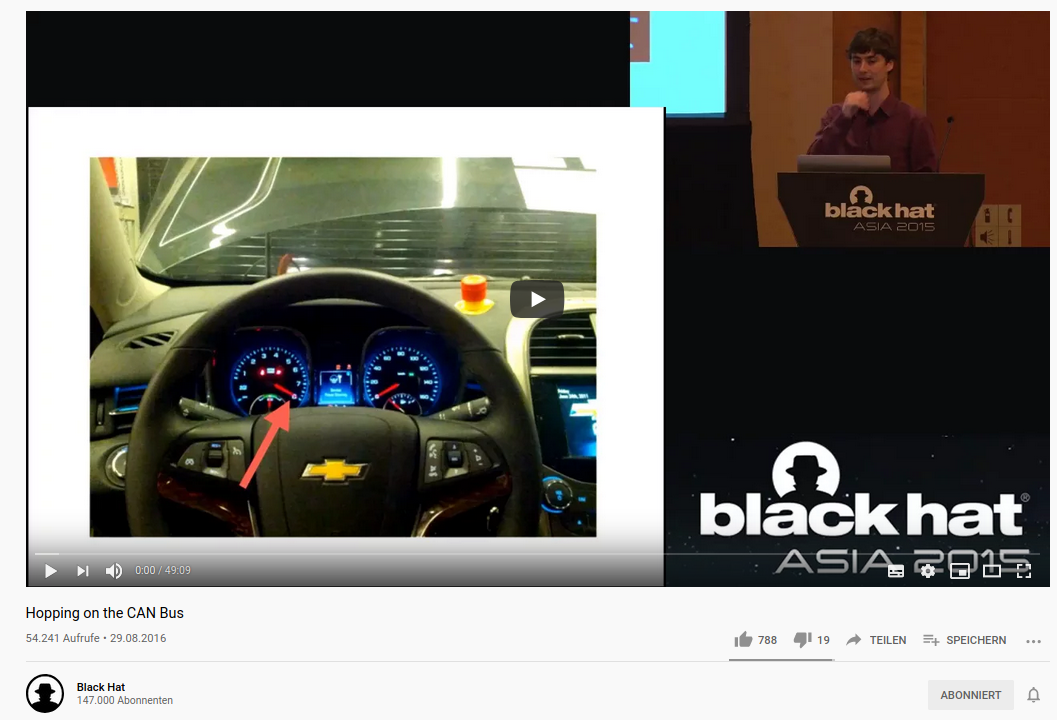 black hat
ASIA 2015
black hat®
ASIA 2015
0:00 / 49:09
Hopping on the CAN Bus
54.241 Aufrufe • 29.08.2016
788
19
TEILEN
SPEICHERN
Black Hat
147.000 Abonnenten
ABONNIERT